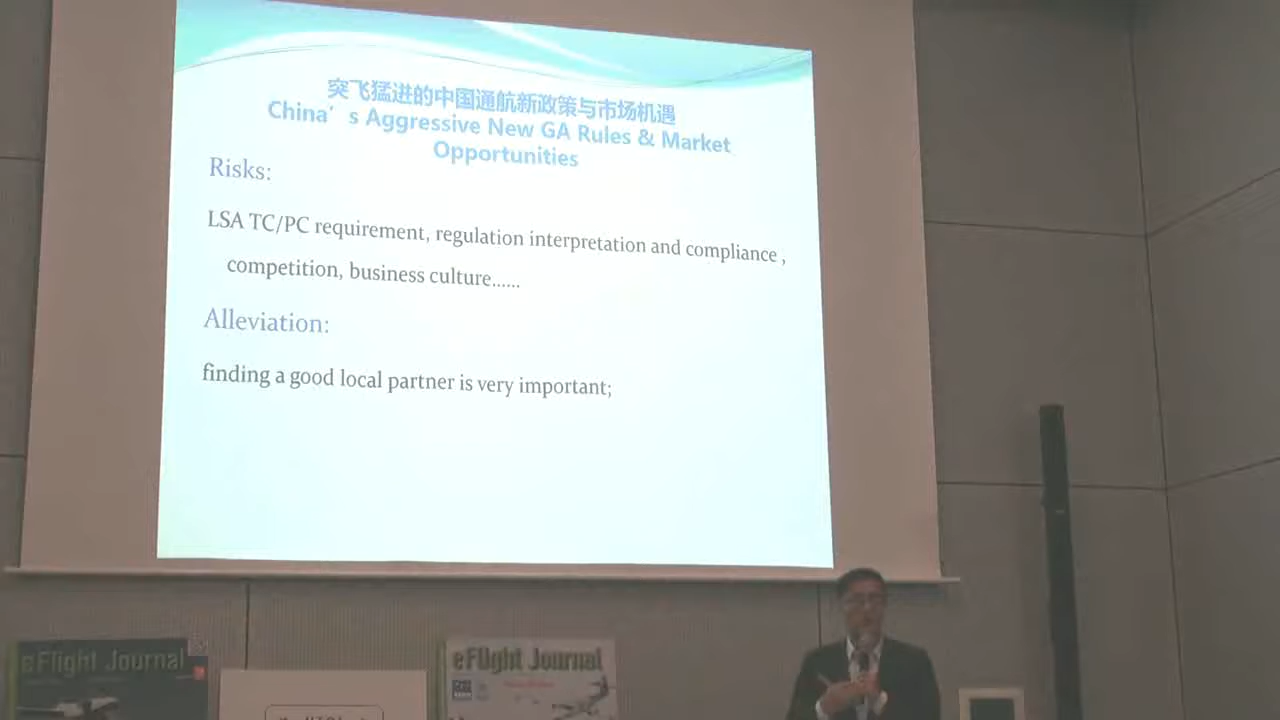 突飞猛进的中国通航新政策与市场机遇
China's Aggressive New GA Rules & Market
Opportunities
Risks:
LSA TC/PC requirement, regulation interpretation and compliance ,
competition, business culture......
Alleviation:
finding a good local partner is very important;
eFlight Journal
eFlight Journal